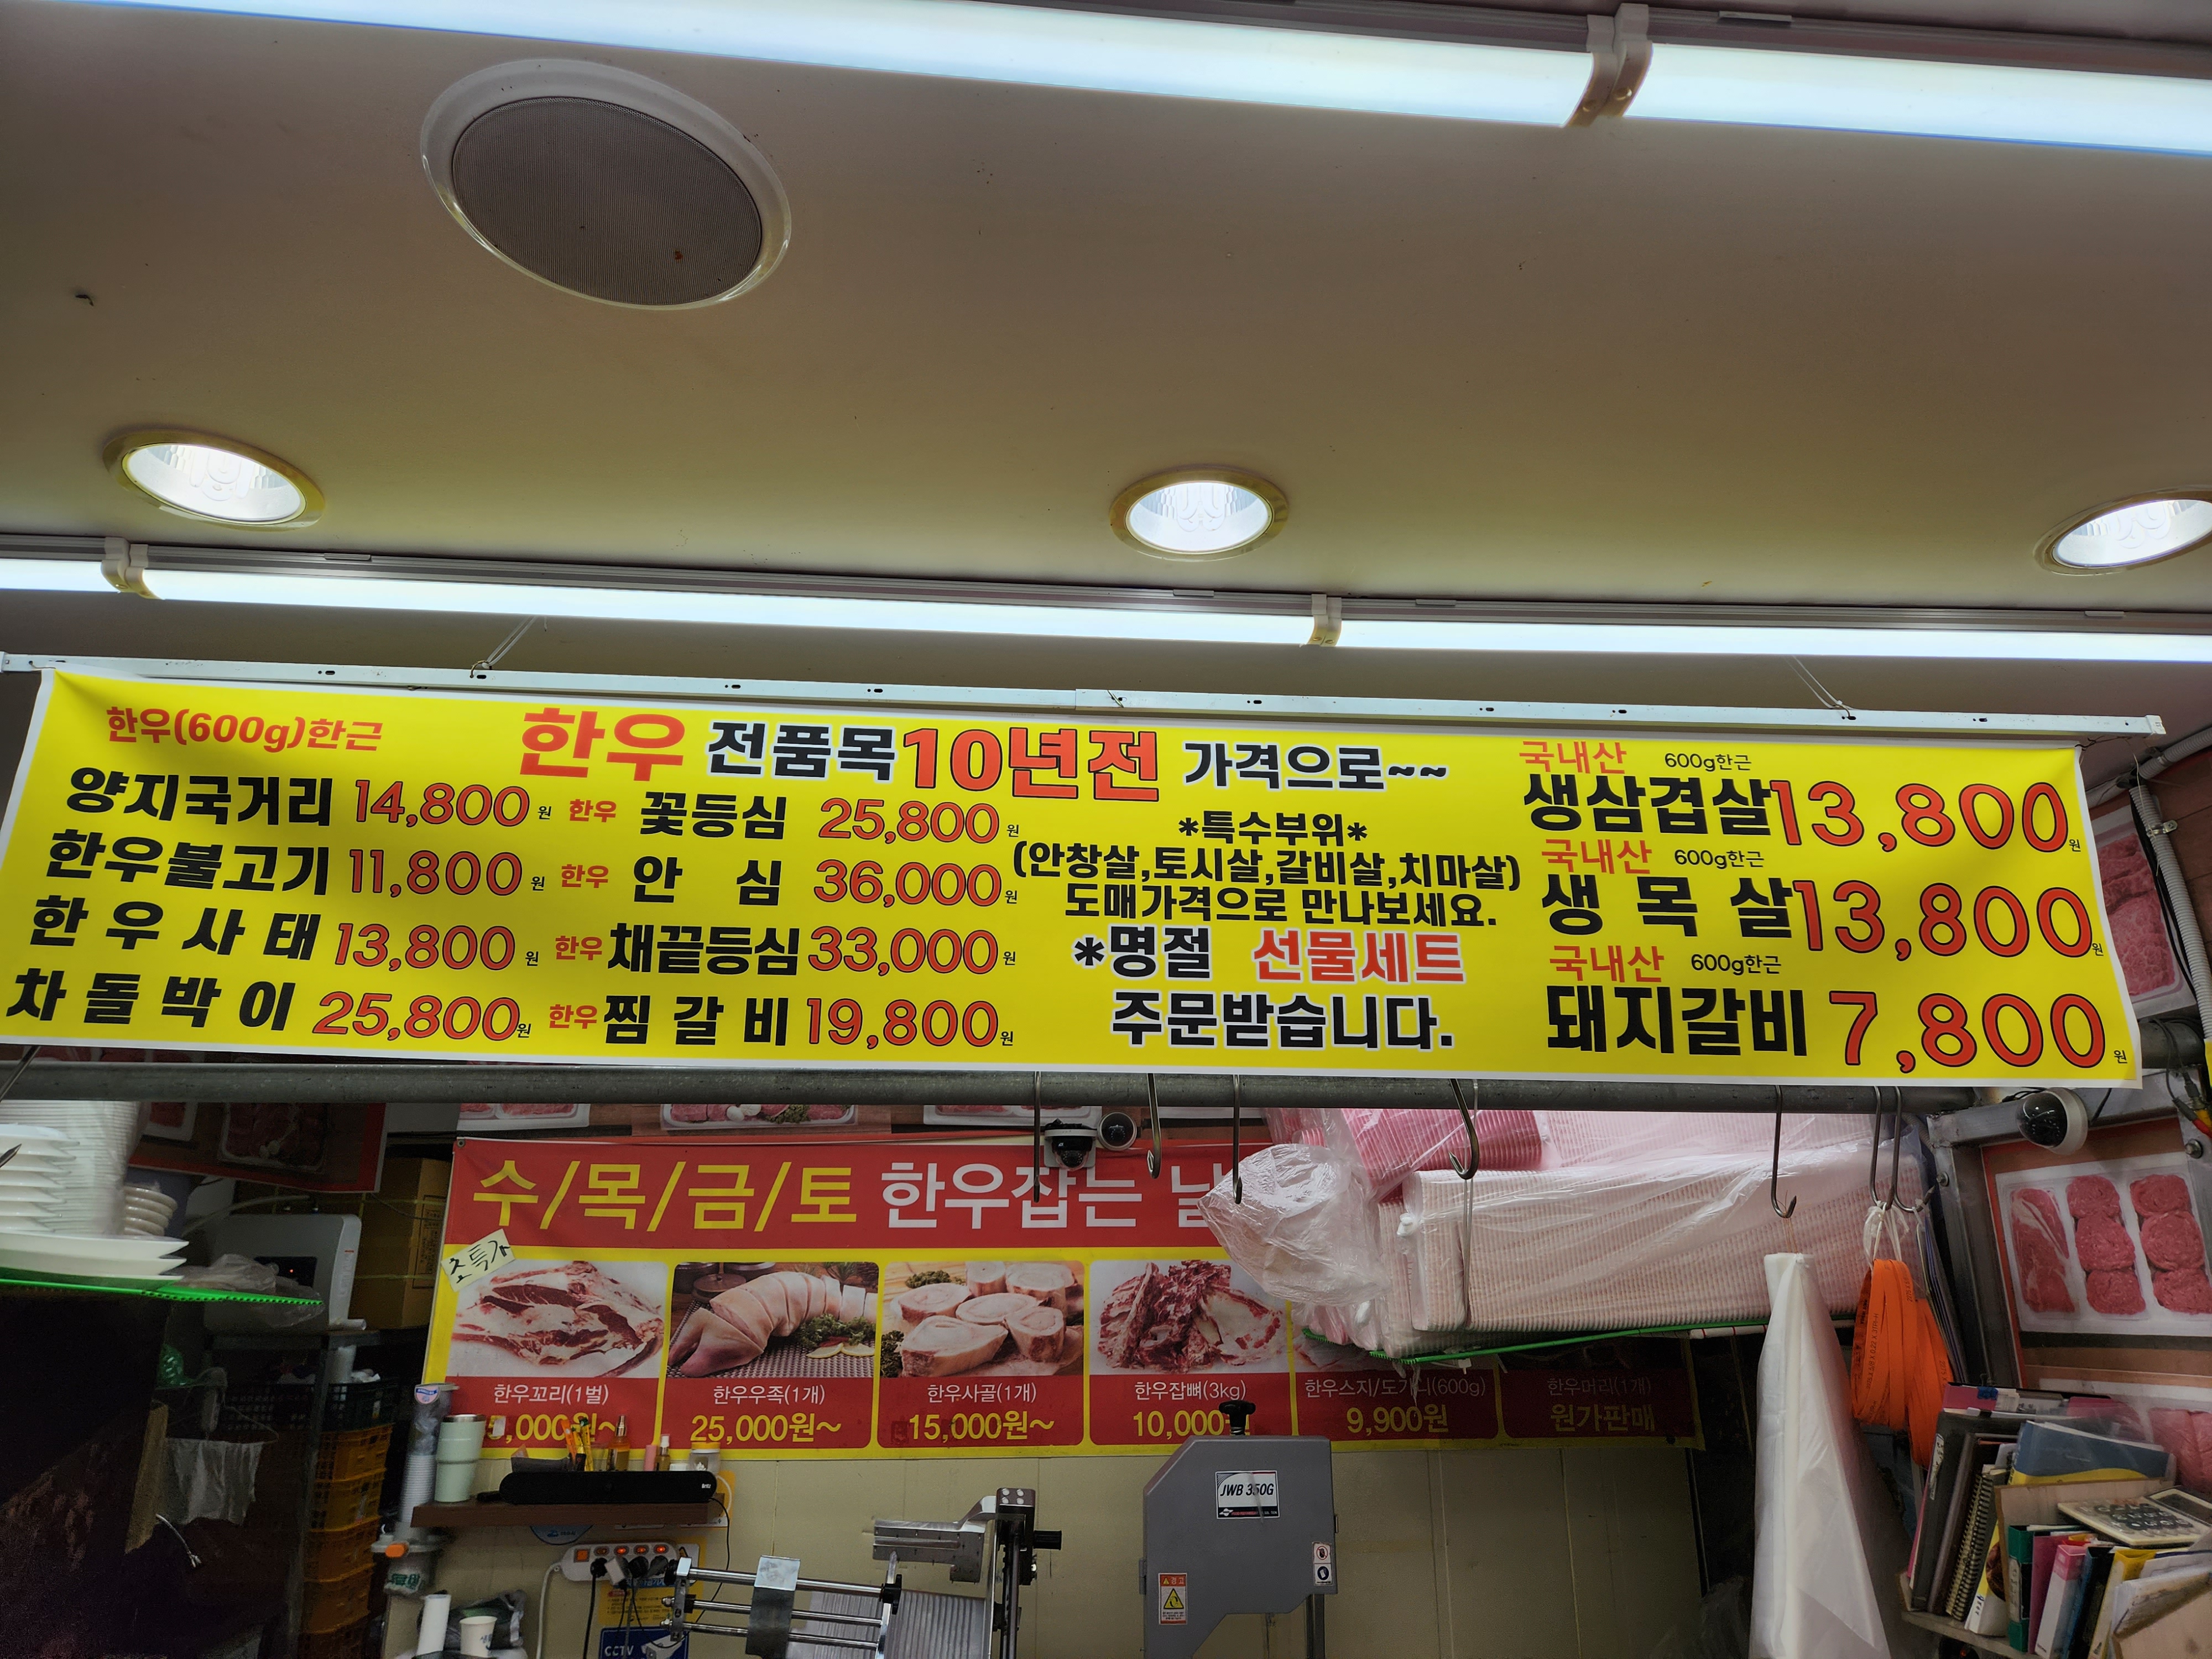 한우(600g)한근
양지국거리 14,800원
한우불고기 11,800원
한우사태 13,800원
차돌박이 25,800원
한우 전품목 10년전 가격으로~~
한우 꽃등심 25,800원
한우 안심 36,000원
한우 채끝등심 33,000원
한우 찜갈비 19,800원
*특수부위*
(안창살,토시살,갈비살,치마살)
도매가격으로 만나보세요.
*명절 선물세트
주문받습니다.
국내산 600g한근
생삼겹살 13,800원
국내산 600g한근
생목살 13,800원
국내산 600g한근
돼지갈비 7,800원
수/목/금/토 한우잡는
초특가
한우꼬리(1벌)
한우우족(1개)
25,000원~
한우사골(1개)
15,000원~
한우잡뼈(3kg)
10,000원
한우스지/도가니(600g)
9,900원
한우머리(1개)
원가판매
JWB 350G
경고
CCTV